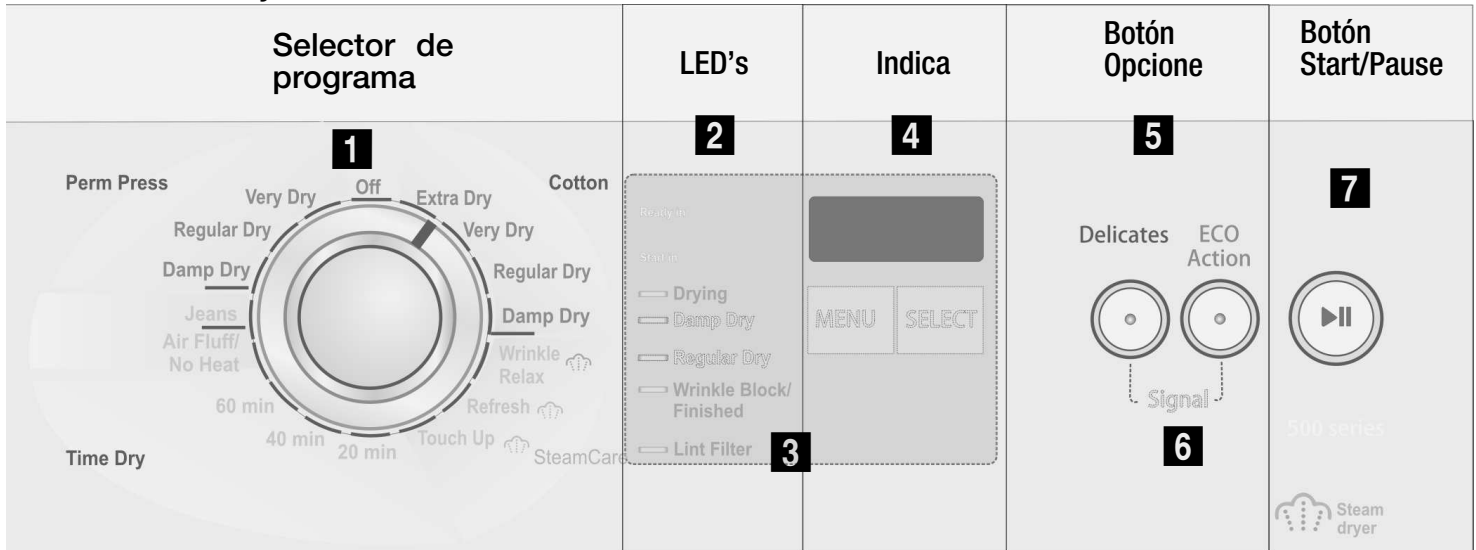 Selector de
programa
LED's
Indica
Botón
Opcione
Botón
Start/Pause
1
2
4
5
7
Perm Press
Very Dry
Off
Extra Dry
Cotton
Regular Dry
Very Dry
Damp Dry
Regular Dry
Jeans
Damp Dry
Air Fluff/
No Heat
Wrinkle
Relax
60 min
Refresh
40 min
20 min
Touch Up
SteamCare
Time Dry
Ready in
Start in
Drying
Damp Dry
Regular Dry
Wrinkle Block/
Finished
Lint Filter
3
MENU
SELECT
Delicates
ECO
Action
Signal
6
500 series
Steam
dryer